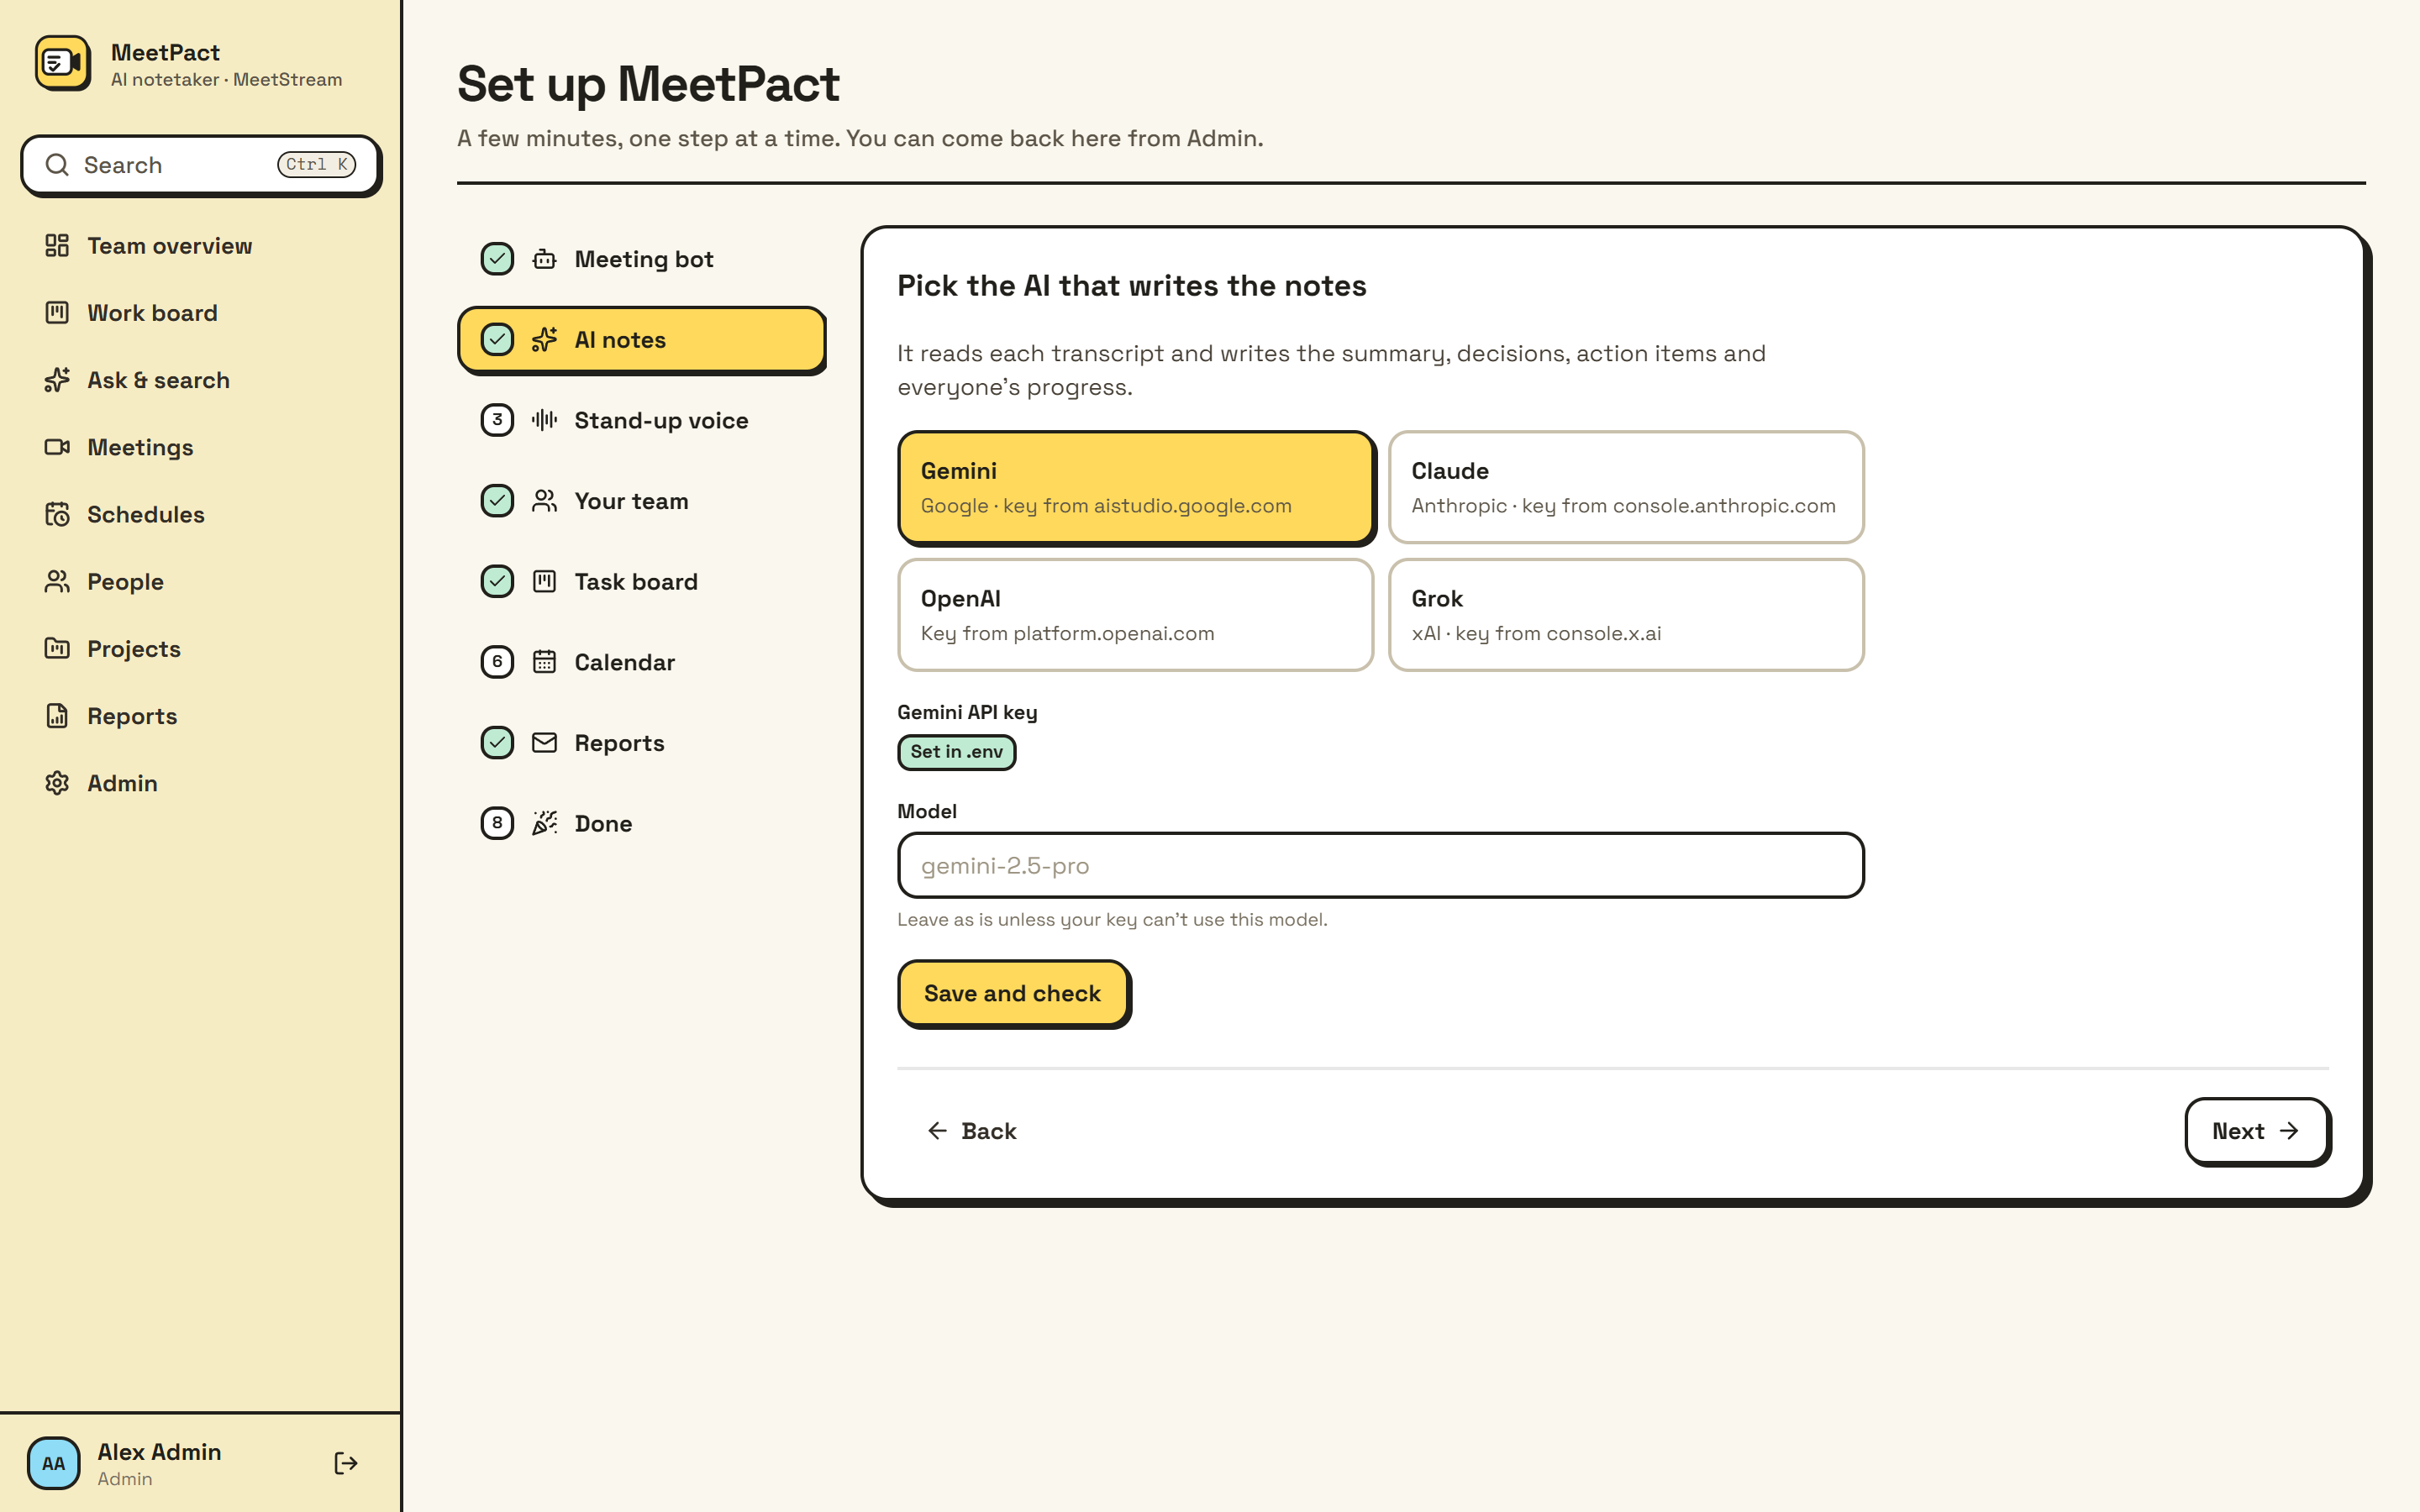 MeetPact
AI notetaker · MeetStream
Search
Ctrl K
Team overview
Work board
Ask & search
Meetings
Schedules
People
Projects
Reports
Admin
AA
Alex Admin
Admin
Set up MeetPact
A few minutes, one step at a time. You can come back here from Admin.
Meeting bot
AI notes
3 Stand-up voice
Your team
Task board
6 Calendar
Reports
8 Done
Pick the AI that writes the notes
It reads each transcript and writes the summary, decisions, action items and
everyone's progress.
Gemini
Google · key from aistudio.google.com
Claude
Anthropic · key from console.anthropic.com
OpenAI
Key from platform.openai.com
Grok
xAI · key from console.x.ai
Gemini API key
Set in .env
Model
gemini-2.5-pro
Leave as is unless your key can't use this model.
Save and check
Back
Next